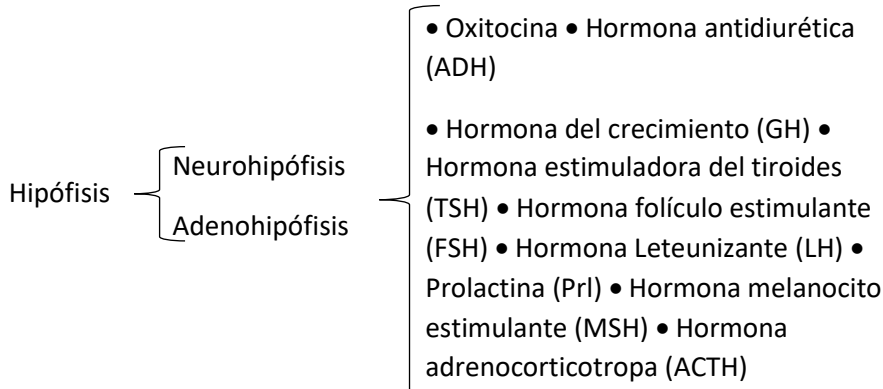 Hipófisis
Neurohipófisis
Adenohipófisis
• Oxitocina • Hormona antidiurética
(ADH)
• Hormona del crecimiento (GH) •
Hormona estimuladora del tiroides
(TSH) • Hormona folículo estimulante
(FSH) • Hormona Leteunizante (LH) •
Prolactina (Prl) • Hormona melanocito
estimulante (MSH) • Hormona
adrenocorticotropa (ACTH)